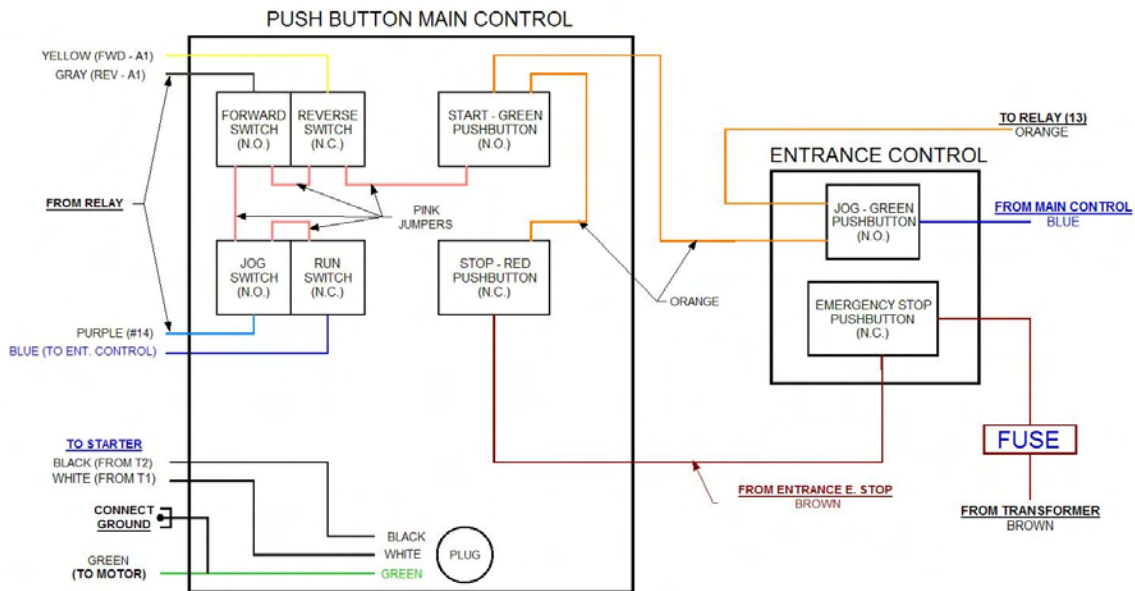 PUSH BUTTON MAIN CONTROL
YELLOW (FWD - A1)
GRAY (REV - A1)
FORWARD
SWITCH
(N.O.)
REVERSE
SWITCH
(N.C.)
START - GREEN
PUSHBUTTON
(N.O.)
TO RELAY (13)
ORANGE
ENTRANCE CONTROL
FROM RELAY
PINK
JUMPERS
JOG - GREEN
PUSHBUTTON
(N.O.)
FROM MAIN CONTROL
BLUE
JOG
SWITCH
(N.O.)
RUN
SWITCH
(N.C.)
STOP - RED
PUSHBUTTON
(N.C.)
ORANGE
EMERGENCY STOP
PUSHBUTTON
(N.C.)
PURPLE (#14)
BLUE (TO ENT. CONTROL)
TO STARTER
BLACK (FROM T2)
WHITE (FROM T1)
CONNECT
GROUND
GREEN
(TO MOTOR)
BLACK
WHITE
GREEN
PLUG
FROM ENTRANCE E. STOP
BROWN
FUSE
FROM TRANSFORMER
BROWN